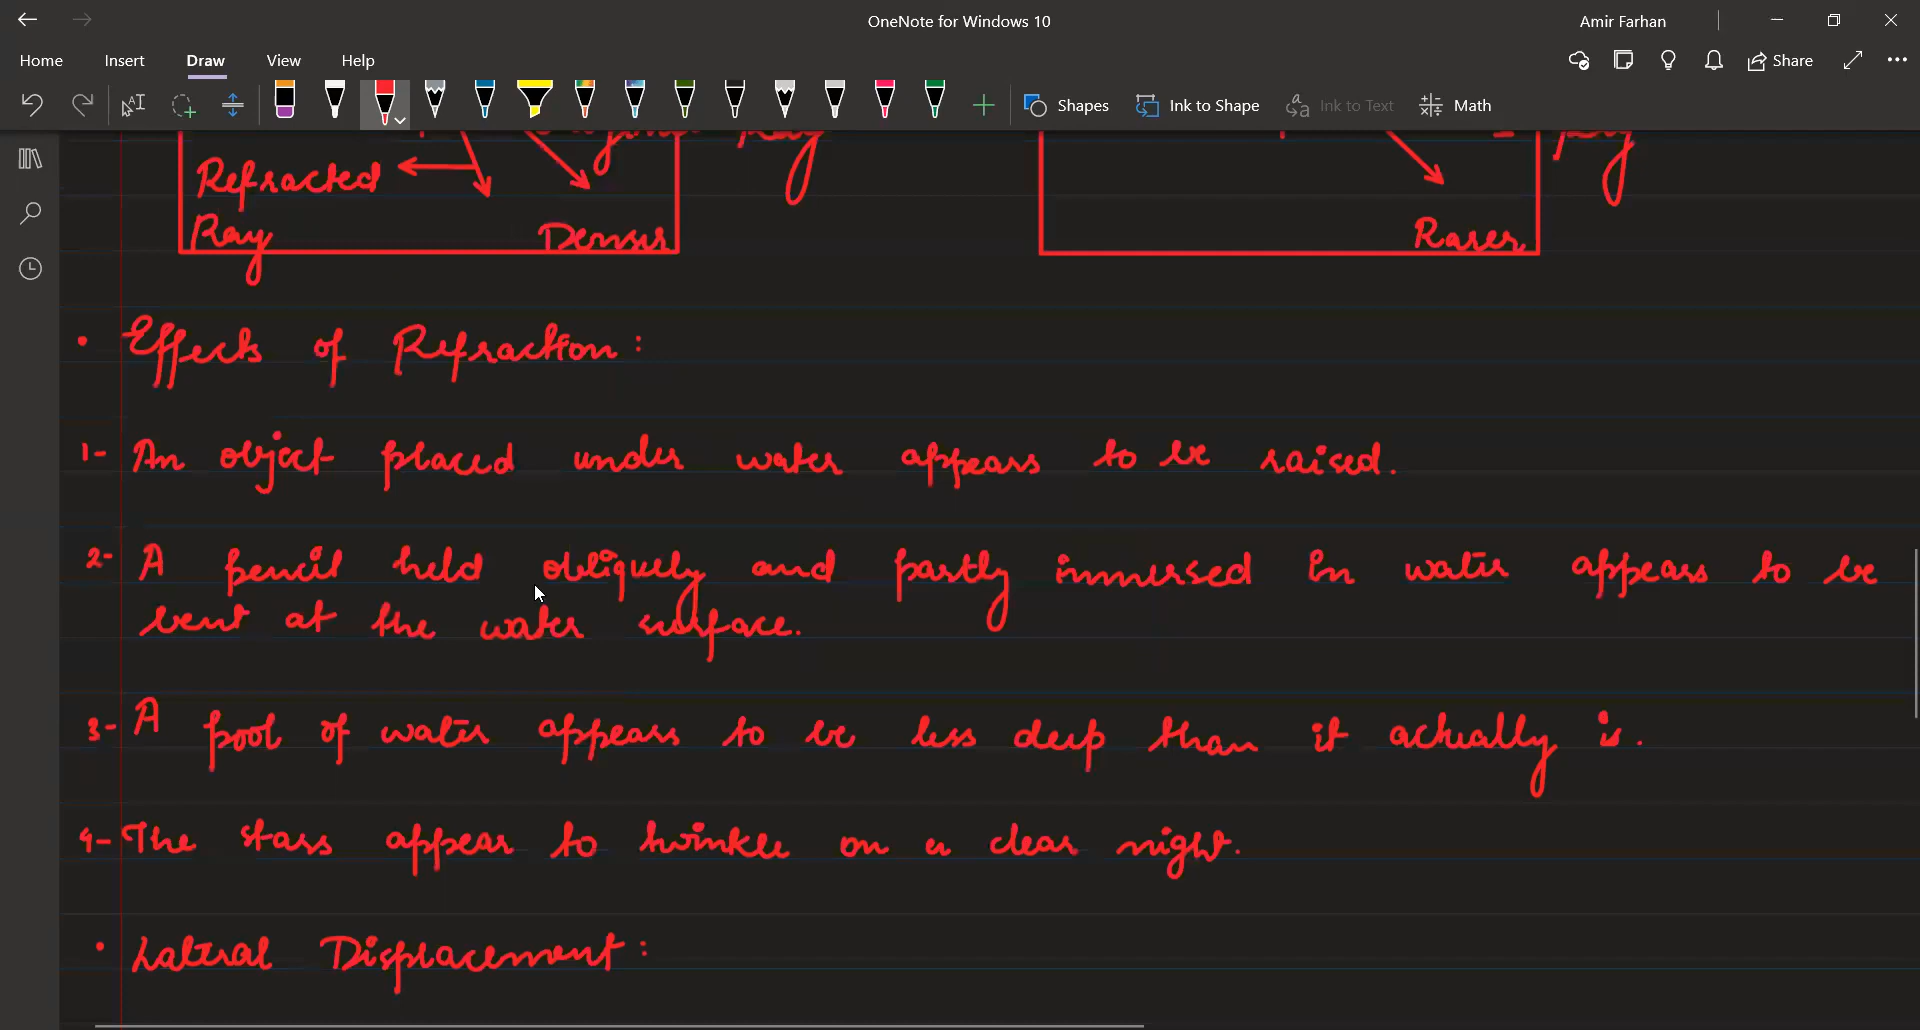 OneNote for Windows 10
Amir Farhan
Home Insert Draw View Help
Share
Shapes Ink to Shape Ink to Text Math
Ray
Refracted
Ray
Denser
Rarer
• Effects of Refraction:
1- An object placed under water appears to be raised.
2- A pencil held obliquely and partly immersed in water appears to be
bent at the water surface.
3- A pool of water appears to be less deep than it actually is.
4- The stars appear to twinkle on a clear night.
• Lateral Displacement: